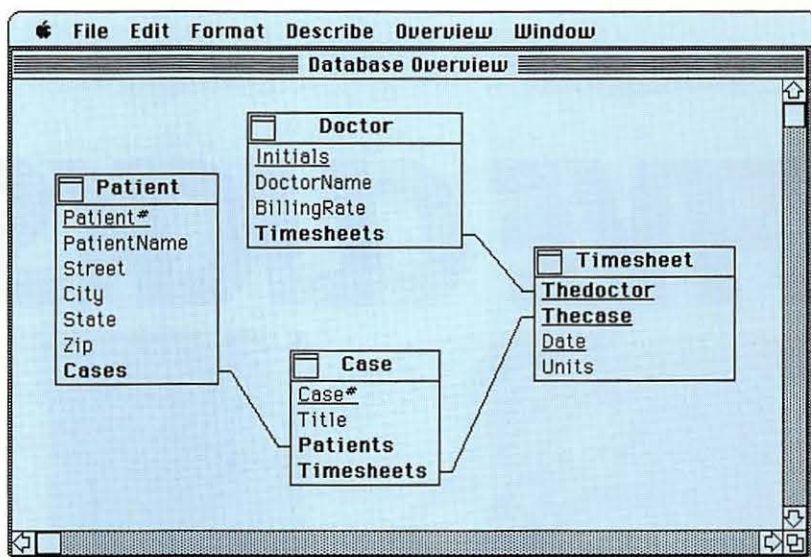 File Edit Format Describe Overview Window
Database Overview
Doctor
Initials
DoctorName
BillingRate
Timesheets
Patient
Patient#
PatientName
Street
City
State
Zip
Cases
Timesheet
Thedoctor
Thecase
Date
Units
Case
Case#
Title
Patients
Timesheets